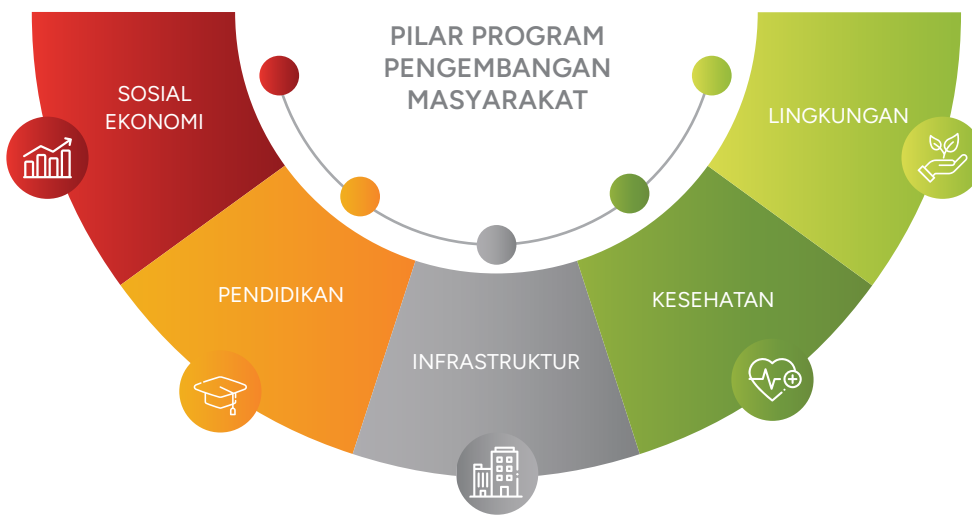 PILAR PROGRAM
PENGEMBANGAN
MASYARAKAT
SOSIAL
EKONOMI
PENDIDIKAN
INFRASTRUKTUR
KESEHATAN
LINGKUNGAN